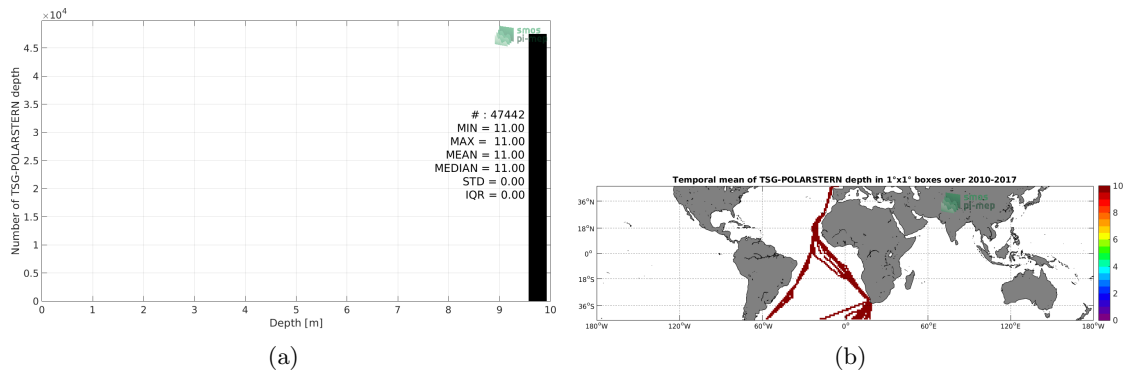 ×10⁴
4.5
4
3.5
3
2.5
2
1.5
1
0.5
0
Number of TSG-POLARSTERN depth
smos
pi-mep
# : 47442
MIN = 11.00
MAX = 11.00
MEAN = 11.00
MEDIAN = 11.00
STD = 0.00
IQR = 0.00
0 1 2 3 4 5 6 7 8 9 10
Depth [m]
(a)
Temporal mean of TSG-POLARSTERN depth in 1°x1° boxes over 2010-2017
smos
pi-mep
36°N
18°N
0°
18°S
36°S
180°W 120°W 60°W 0° 60°E 120°E 180°W
10
8
6
4
2
0
(b)